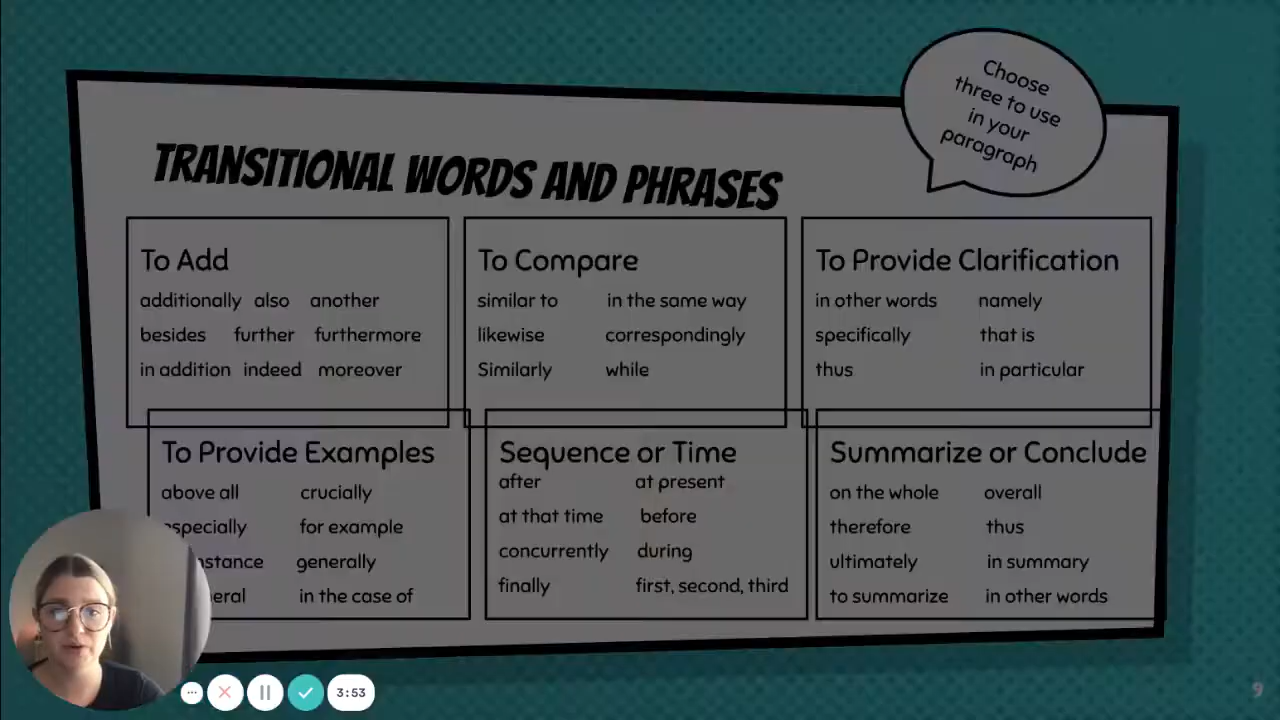 Choose
three to use
in your
paragraph
TRANSITIONAL WORDS AND PHRASES
To Add
additionally also another
besides further furthermore
in addition indeed moreover
To Compare
similar to in the same way
likewise correspondingly
Similarly while
To Provide Clarification
in other words namely
specifically that is
thus in particular
To Provide Examples
above all crucially
especially for example
instance generally
in the case of
Sequence or Time
after at present
at that time before
concurrently during
finally first, second, third
Summarize or Conclude
on the whole overall
therefore thus
ultimately in summary
to summarize in other words
3:53
9